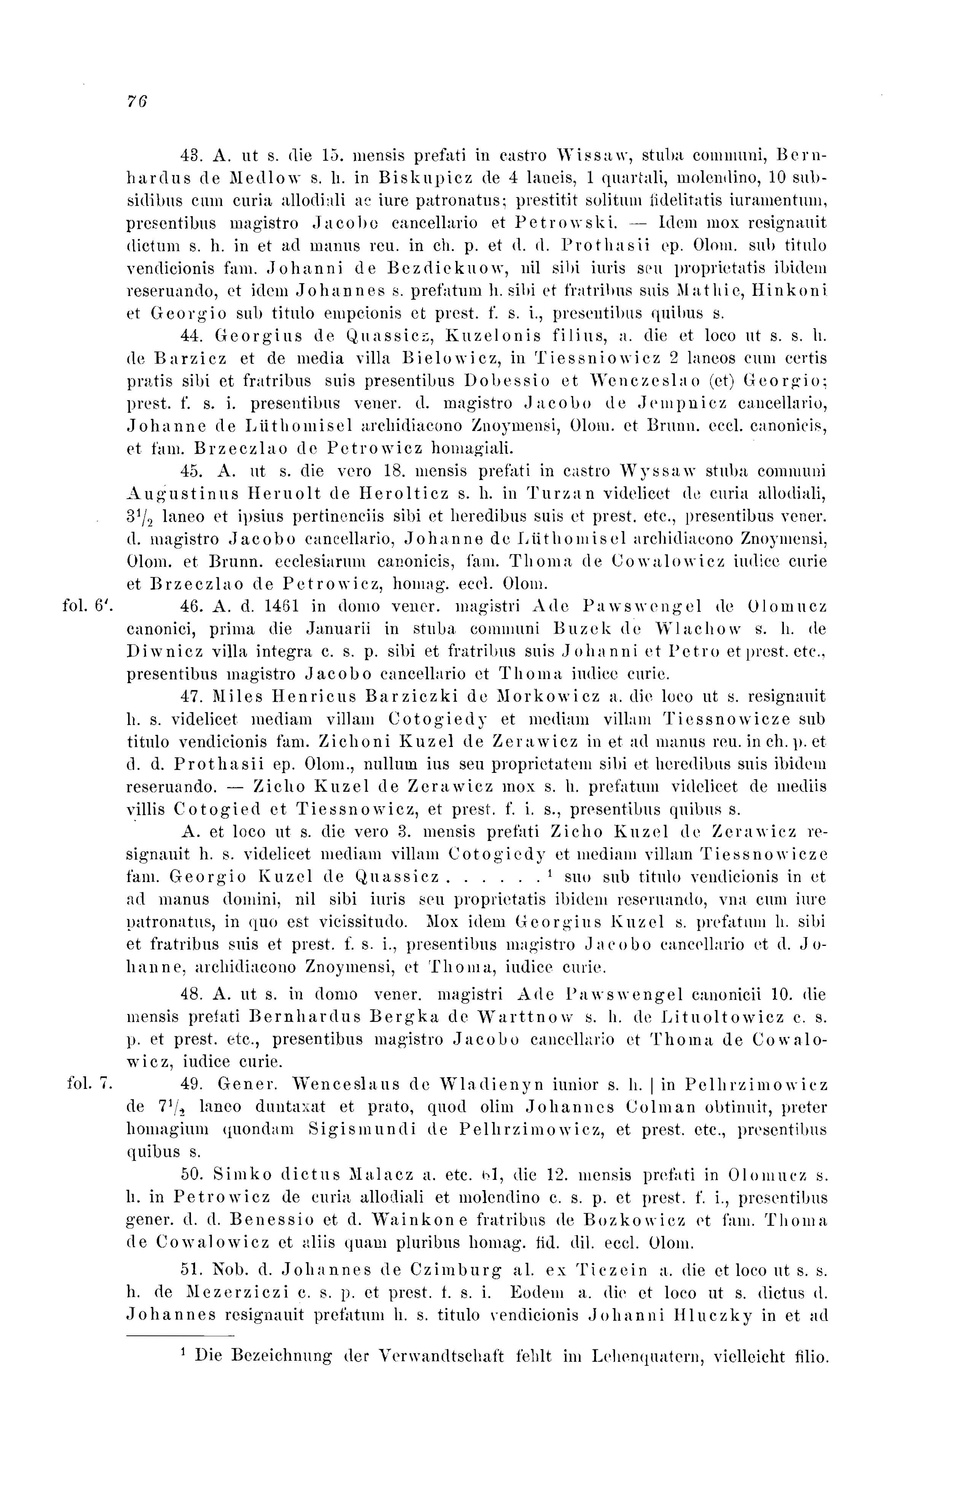 76
43. A. ut s. die 15. mensis prefati in castro Wissaw, stuba communi, Bern-
hardus de Medlow s. h. in Biskupicz de 4 laneis, 1 quartali, molendino, 10 sub-
sidibus cum curia allodiali ac iure patronatus; prestitit solitum fidelitatis iuramentum,
presentibus magistro Jacobo cancellario et Petrowski. — Idem mox resignauit
dictum s. h. in et ad manus reu. in ch. p. et d. d. Prothasii ep. Olom. sub titulo
vendicionis fam. Johanni de Bezdieknow, nil sibi iuris seu proprietatis ibidem
reseruando, et idem Johannes s. prefatum h. sibi et fratribus suis Mathie, Hinkoni
et Georgio sub titulo empcionis et prest. f. s. i., presentibus quibus s.
44. Georgius de Quassicz, Kuzelonis filius, a. die et loco ut s. s. h.
de Barzicz et de media villa Bielowicz, in Tiessniowicz 2 laneos cum certis
pratis sibi et fratribus suis presentibus Dobessio et Wenczeslao (et) Georgio;
prest. f. s. i. presentibus vener. d. magistro Jacobo de Jempnicz cancellario,
Johanne de Lüthomisel archidiacono Znoymensi, Olom. et Brunn. eccl. canonicis,
et fam. Brzeczlao de Petrowicz homagiali.
45. A. ut s. die vero 18. mensis prefati in castro Wyssaw stuba communi
Augustinus Heruolt de Herolticz s. h. in Turzan videlicet de curia allodiali,
3¹/₂ laneo et ipsius pertinenciis sibi et heredibus suis et prest. etc., presentibus vener.
d. magistro Jacobo cancellario, Johanne de Lüthomisel archidiacono Znoymensi,
Olom. et Brunn. ecclesiarum canonicis, fam. Thoma de Cowalowicz iudice curie
et Brzeczlao de Petrowicz, homag. eccl. Olom.
fol. 6'. 46. A. d. 1461 in domo vener. magistri Ade Pawswengel de Olomucz
canonici, prima die Januarii in stuba communi Buzek de Wlachow s. h. de
Diwnicz villa integra c. s. p. sibi et fratribus suis Johanni et Petro et prest. etc.,
presentibus magistro Jacobo cancellario et Thoma iudice curie.
47. Miles Henricus Barziczki de Morkowicz a. die loco ut s. resignauit
h. s. videlicet mediam villam Cotogiedy et mediam villam Tiessnowicze sub
titulo vendicionis fam. Zichoni Kuzel de Zerawicz in et ad manus reu. in ch. p. et
d. d. Prothasii ep. Olom., nullum ius seu proprietatem sibi et heredibus suis ibidem
reseruando. — Zicho Kuzel de Zerawicz mox s. h. prefatum videlicet de mediis
villis Cotogied et Tiessnowicz, et prest. f. i. s., presentibus quibus s.
A. et loco ut s. die vero 3. mensis prefati Zicho Kuzel de Zerawicz re-
signauit h. s. videlicet mediam villam Cotogiedy et mediam villam Tiessnowicze
fam. Georgio Kuzel de Quassicz . . . . . . ¹ suo sub titulo vendicionis in et
ad manus domini, nil sibi iuris seu proprietatis ibidem reseruando, vna cum iure
patronatus, in quo est vicissitudo. Mox idem Georgius Kuzel s. prefatum h. sibi
et fratribus suis et prest. f. s. i., presentibus magistro Jacobo cancellario et d. Jo-
hanne, archidiacono Znoymensi, et Thoma, iudice curie.
48. A. ut s. in domo vener. magistri Ade Pawswengel canonicii 10. die
mensis prefati Bernhardus Bergka de Warttnow s. h. de Lituoltowicz c. s.
p. et prest. etc., presentibus magistro Jacobo cancellario et Thoma de Cowalo-
wicz, iudice curie.
fol. 7. 49. Gener. Wenceslaus de Wladienyn iunior s. h. | in Pelhrzimowicz
de 7¹/₂ laneo duntaxat et prato, quod olim Johannes Colman obtinuit, preter
homagium quondam Sigismundi de Pelhrzimowicz, et prest. etc., presentibus
quibus s.
50. Simko dictus Malacz a. etc. 61, die 12. mensis prefati in Olomucz s.
h. in Petrowicz de curia allodiali et molendino c. s. p. et prest. f. i., presentibus
gener. d. d. Benessio et d. Wainkone fratribus de Bozkowicz et fam. Thoma
de Cowalowicz et aliis quam pluribus homag. fid. dil. eccl. Olom.
51. Nob. d. Johannes de Czimburg al. ex Ticzein a. die et loco ut s. s.
h. de Mezerziczi c. s. p. et prest. f. s. i. Eodem a. die et loco ut s. dictus d.
Johannes resignauit prefatum h. s. titulo vendicionis Johanni Hluczky in et ad
¹ Die Bezeichnung der Verwandtschaft fehlt im Lehenquatern, vielleicht filio.